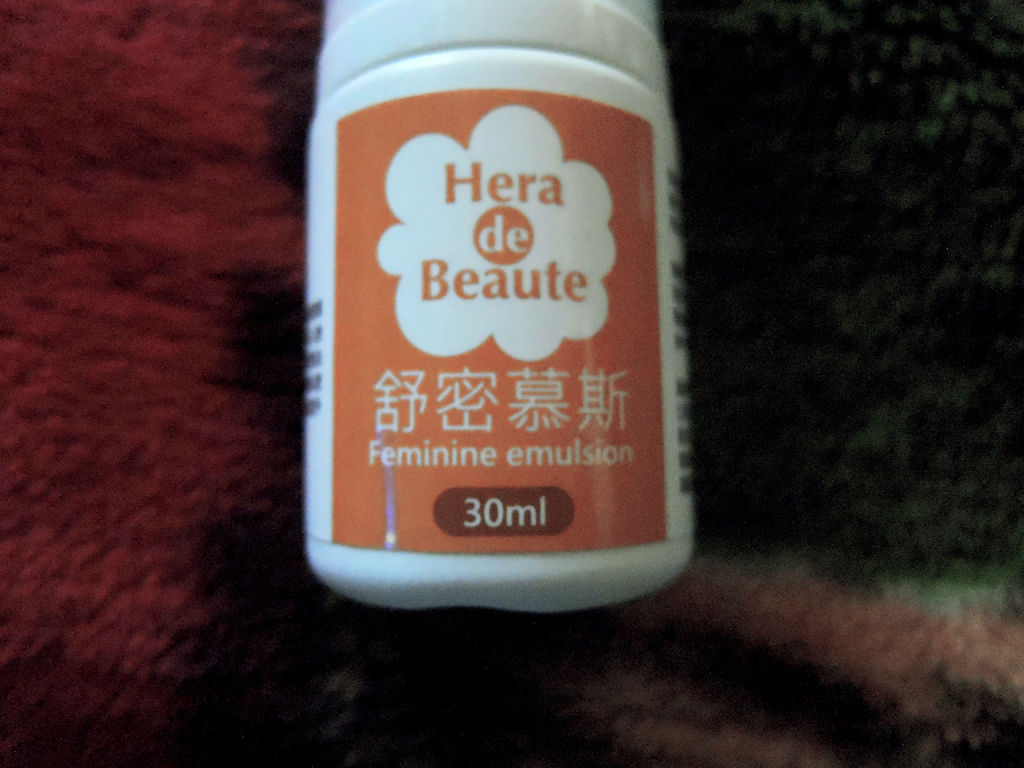 Hera
de
Beaute
舒密慕斯
Feminine emulsion
30ml